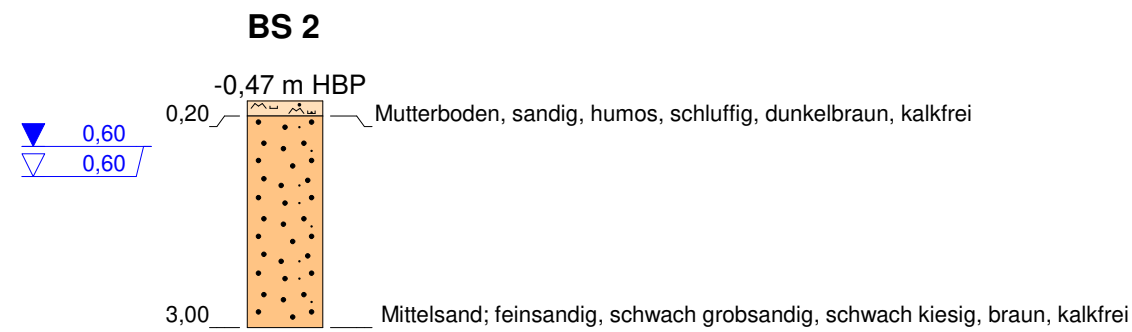 BS 2
-0,47 m HBP
0,20 Mutterboden, sandig, humos, schluffig, dunkelbraun, kalkfrei
0,60
0,60
3,00 Mittelsand; feinsandig, schwach grobsandig, schwach kiesig, braun, kalkfrei